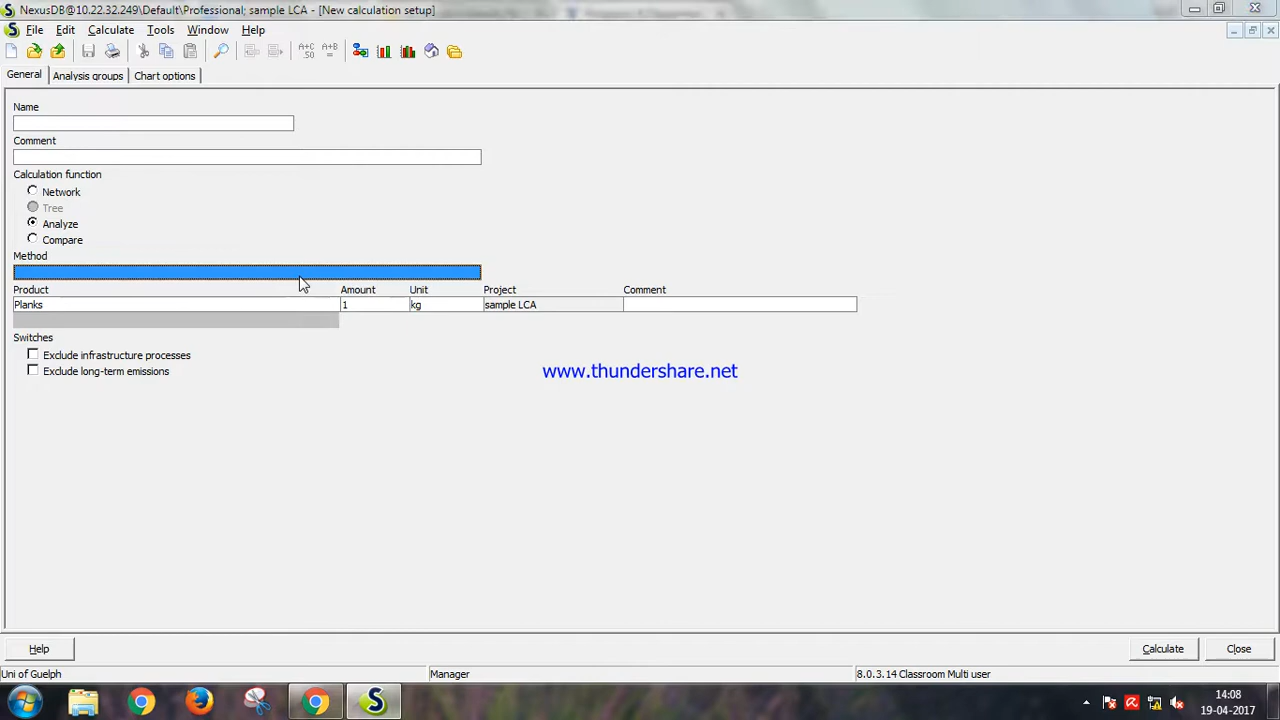 NexusDB@10.22.32.249\Default\Professional; sample LCA - [New calculation setup]
File Edit Calculate Tools Window Help
A+C .50 A+B =
General Analysis groups Chart options
Name
Comment
Calculation function
Network
Tree
Analyze
Compare
Method
Product Amount Unit Project Comment
Planks 1 kg sample LCA
Switches
Exclude infrastructure processes
Exclude long-term emissions
www.thundershare.net
Help Calculate Close
Uni of Guelph Manager 8.0.3.14 Classroom Multi user
14:08
19-04-2017